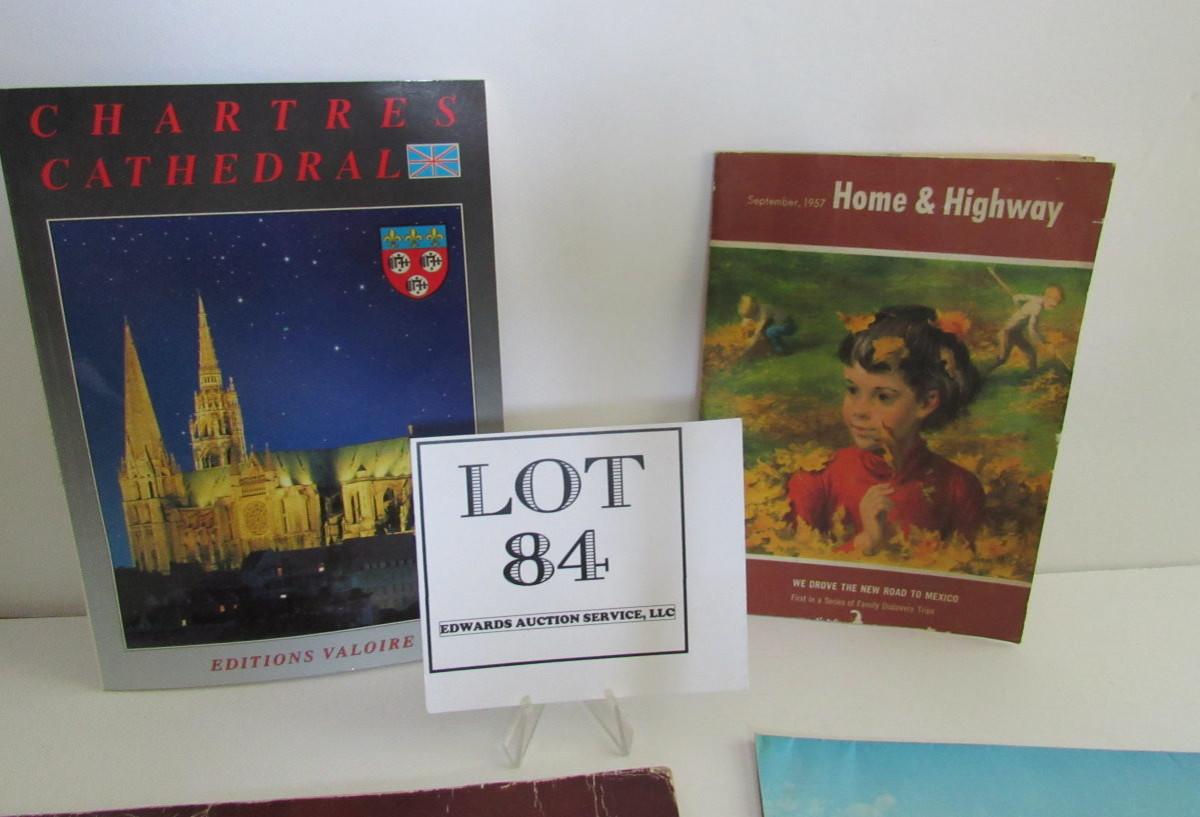 CHARTRES
CATHEDRAL
EDITIONS VALOIRE
LOT
84
EDWARDS AUCTION SERVICE, LLC
September, 1957 Home & Highway
WE DROVE THE NEW ROAD TO MEXICO
First in a Series of Family Discovery Trips